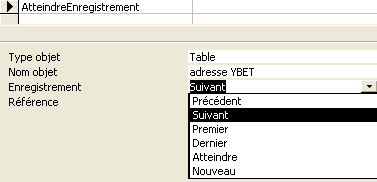 AtteindreEnregistrement
Type objet Table
Nom objet adresse YBET
Enregistrement Suivant
Référence Précédent
Suivant
Premier
Dernier
Atteindre
Nouveau